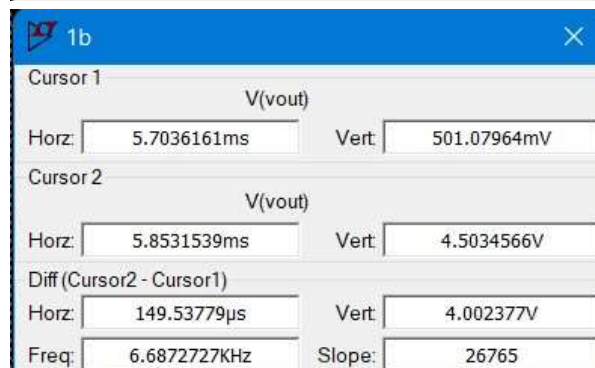 1b
Cursor 1
V(vout)
Horz: 5.7036161ms Vert: 501.07964mV
Cursor 2
V(vout)
Horz: 5.8531539ms Vert: 4.5034566V
Diff (Cursor2 - Cursor1)
Horz: 149.53779µs Vert: 4.002377V
Freq: 6.6872727KHz Slope: 26765